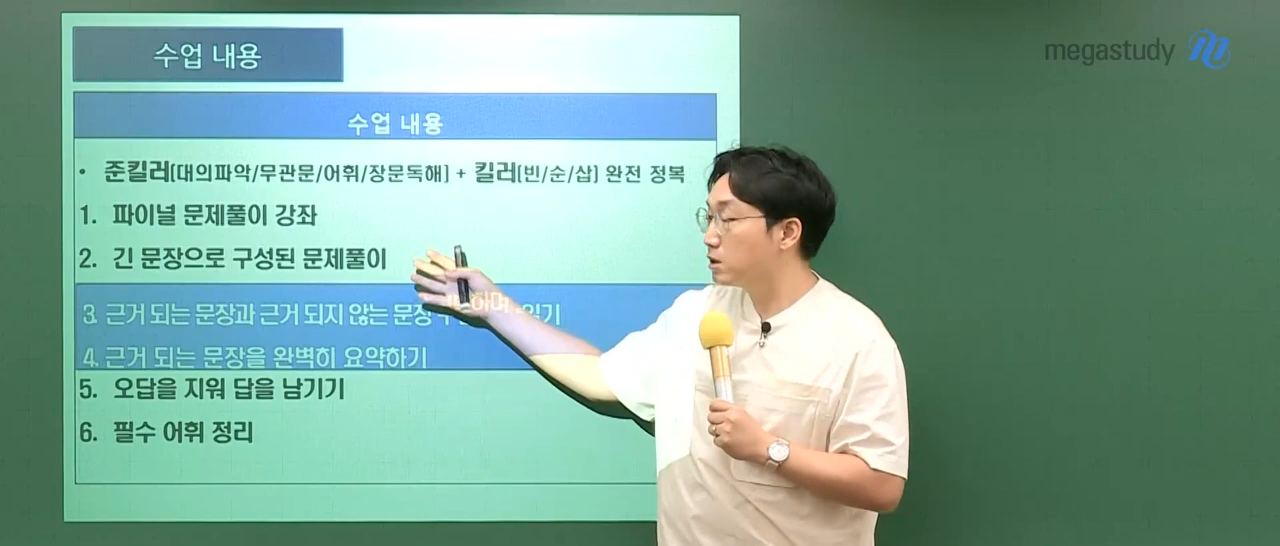 수업 내용
megastudy
수업 내용
• 준킬러[대의파악/무관문/어휘/장문독해] + 킬러[빈/순/삽] 완전 정복
1. 파이널 문제풀이 강좌
2. 긴 문장으로 구성된 문제풀이
3. 근거 되는 문장과 근거 되지 않는 문장 하며 읽기
4. 근거 되는 문장을 완벽히 요약하기
5. 오답을 지워 답을 남기기
6. 필수 어휘 정리